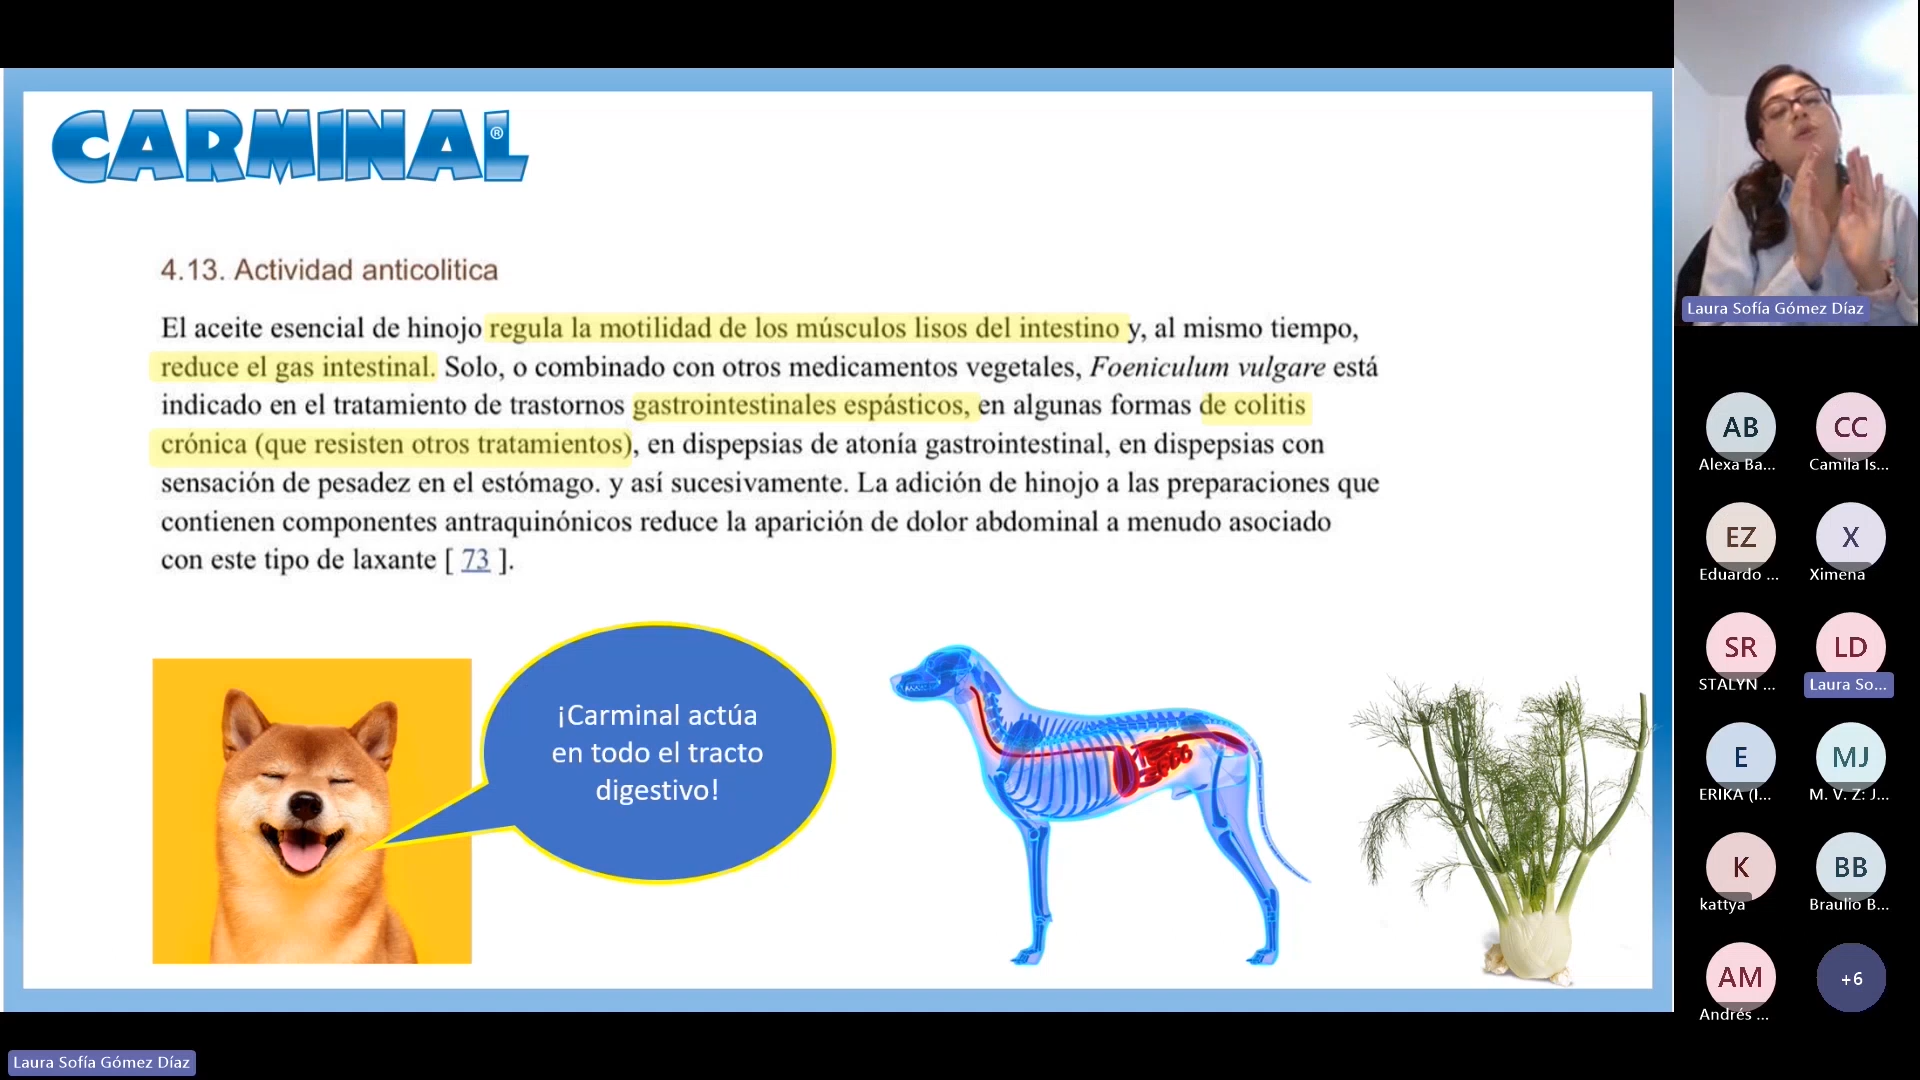 CARMINAL®
4.13. Actividad anticolitica
El aceite esencial de hinojo regula la motilidad de los músculos lisos del intestino y, al mismo tiempo,
reduce el gas intestinal. Solo, o combinado con otros medicamentos vegetales, Foeniculum vulgare está
indicado en el tratamiento de trastornos gastrointestinales espásticos, en algunas formas de colitis
crónica (que resisten otros tratamientos), en dispepsias de atonía gastrointestinal, en dispepsias con
sensación de pesadez en el estómago. y así sucesivamente. La adición de hinojo a las preparaciones que
contienen componentes antraquinónicos reduce la aparición de dolor abdominal a menudo asociado
con este tipo de laxante [ 73 ].
¡Carminal actúa
en todo el tracto
digestivo!
Laura Sofía Gómez Díaz
AB
Alexa Ba...
CC
Camila Is...
EZ
Eduardo ...
X
Ximena
SR
STALYN ...
LD
Laura So...
E
ERIKA (I...
MJ
M. V. Z: J...
K
kattya
BB
Braulio B...
AM
Andrés ...
+6
Laura Sofía Gómez Díaz